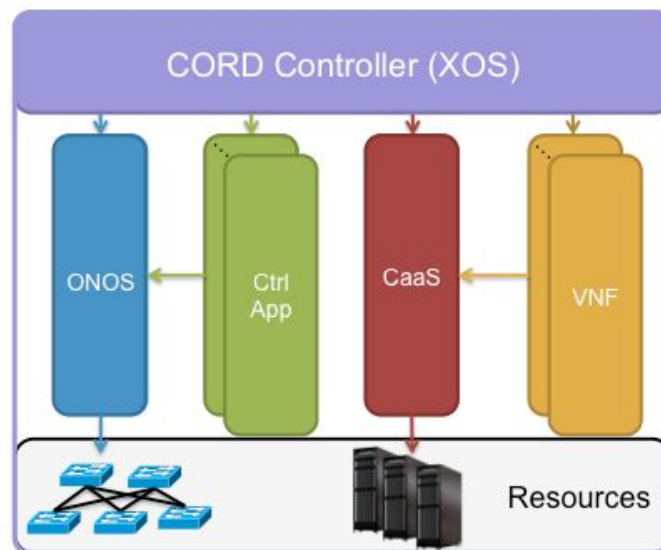 CORD Controller (XOS)
ONOS
Ctrl
App
CaaS
VNF
Resources